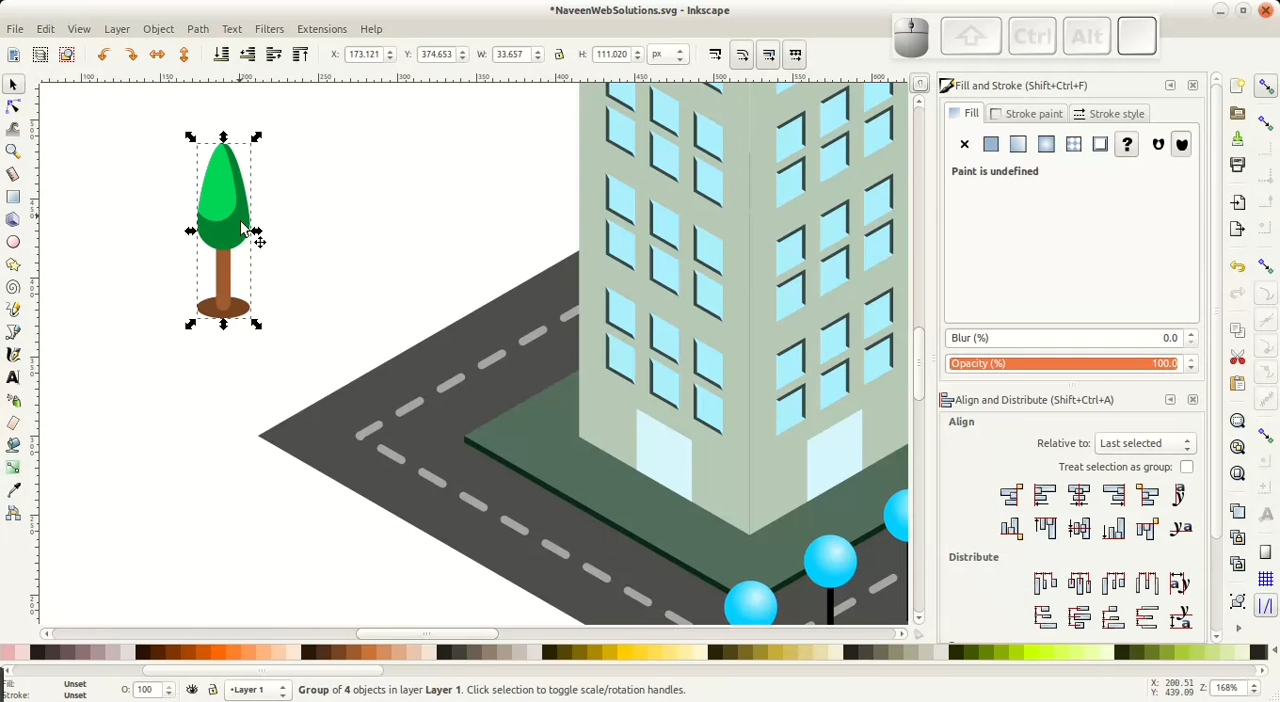 *NaveenWebSolutions.svg - Inkscape
File Edit View Layer Object Path Text Filters Extensions Help
Ctrl Alt
X: 173.121 Y: 374.653 W: 33.657 H: 111.020 px
Fill and Stroke (Shift+Ctrl+F)
Fill Stroke paint Stroke style
Paint is undefined
Blur (%) 0.0
Opacity (%) 100.0
Align and Distribute (Shift+Ctrl+A)
Align
Relative to: Last selected
Treat selection as group:
Distribute
Fill: Unset
Stroke: Unset
O: 100
•Layer 1
Group of 4 objects in layer Layer 1. Click selection to toggle scale/rotation handles.
X: 200.51
Y: 439.09
Z: 168%